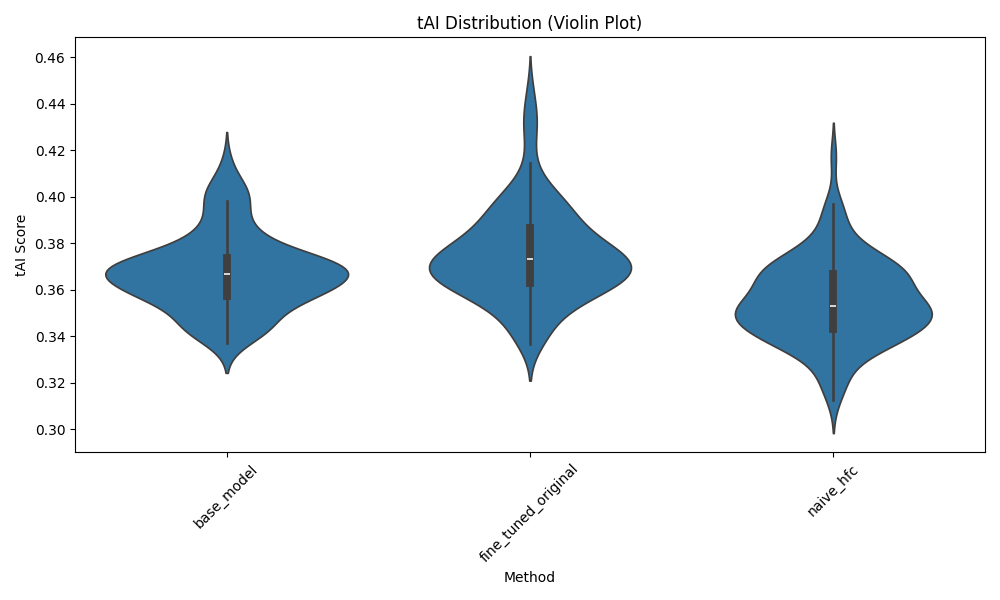 tAI Distribution (Violin Plot)
tAI Score
0.46
0.44
0.42
0.40
0.38
0.36
0.34
0.32
0.30
base_model
fine_tuned_original
naive_hfc
Method